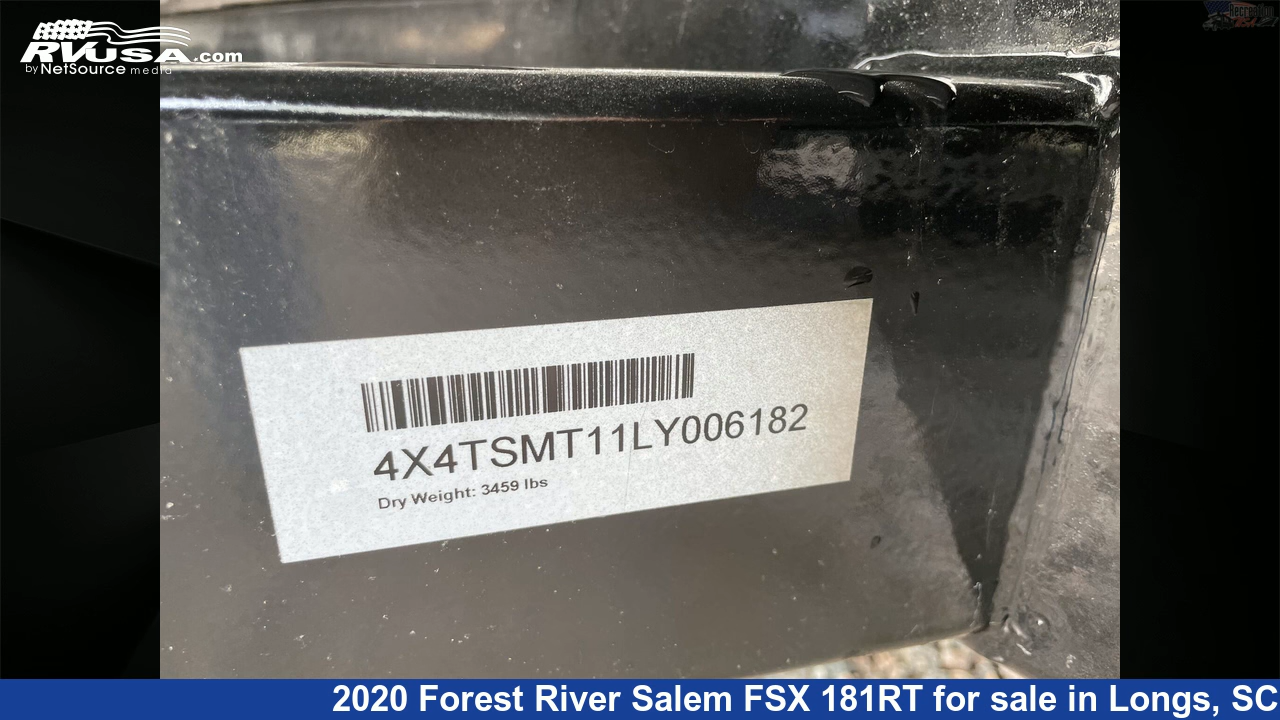 RVUSA.com
by NetSource media
Recreation
4X4TSMT11LY006182
Dry Weight: 3459 lbs
2020 Forest River Salem FSX 181RT for sale in Longs, SC